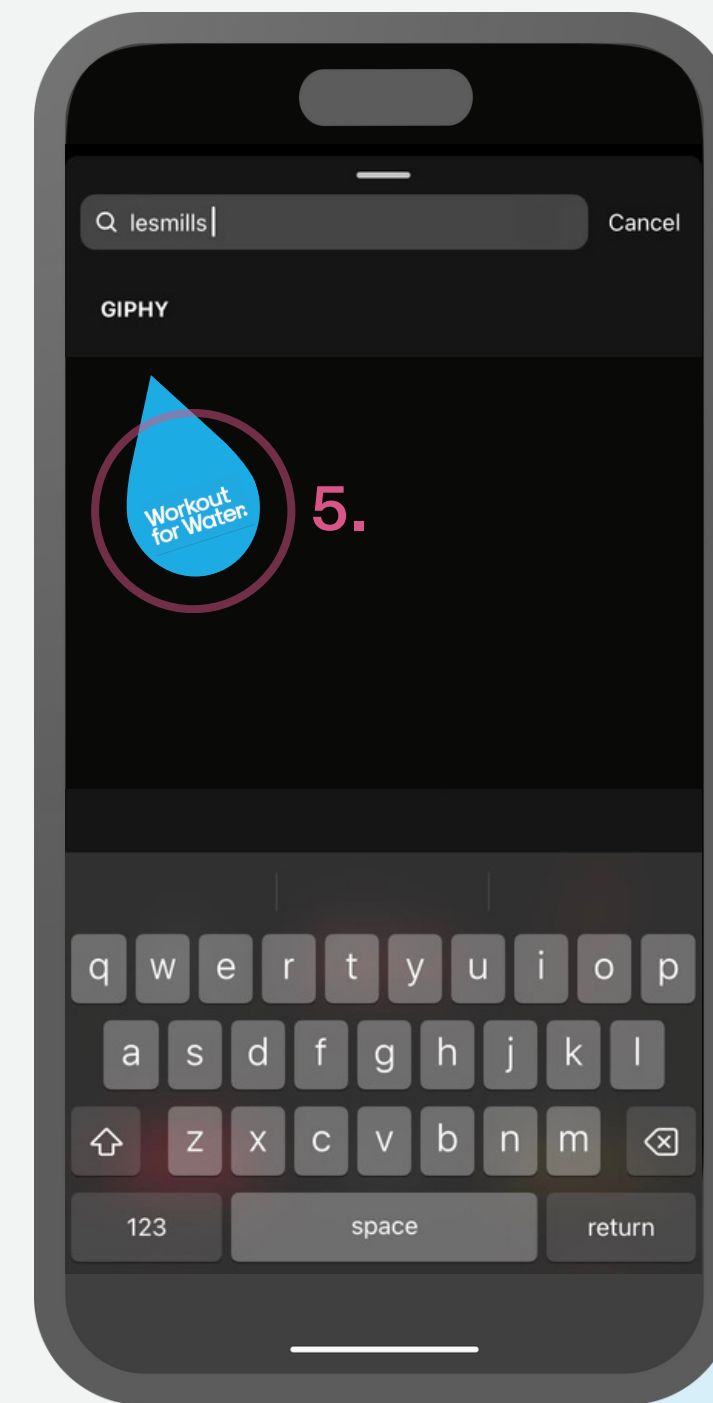 lesmills
Cancel
GIPHY
Workout
for Water.
5.
q w e r t y u i o p
a s d f g h j k l
z x c v b n m
123 space return